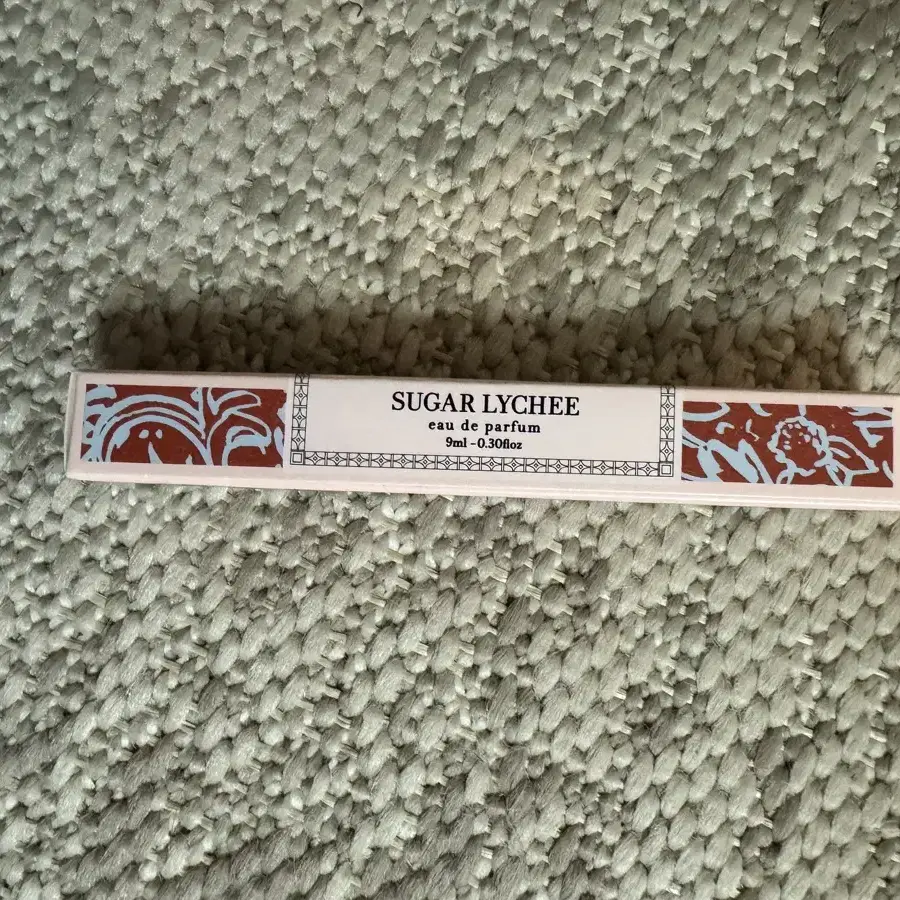 SUGAR LYCHEE
eau de parfum
9ml - 0.30floz